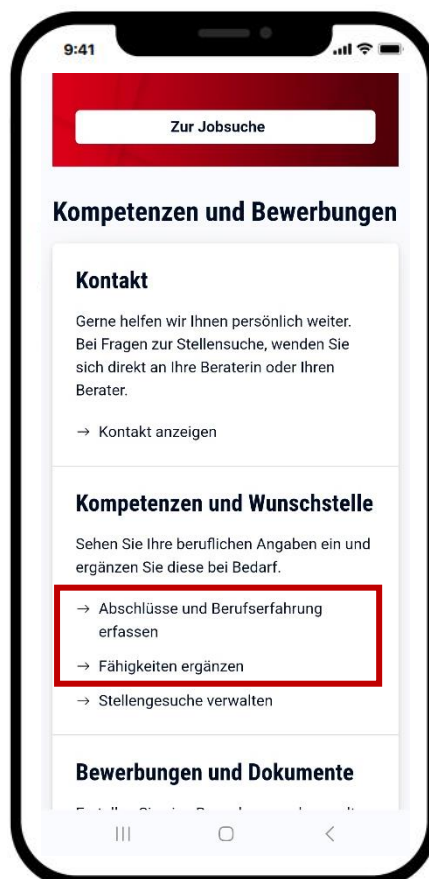 9:41
Zur Jobsuche
Kompetenzen und Bewerbungen
Kontakt
Gerne helfen wir Ihnen persönlich weiter.
Bei Fragen zur Stellensuche, wenden Sie
sich direkt an Ihre Beraterin oder Ihren
Berater.
→ Kontakt anzeigen
Kompetenzen und Wunschstelle
Sehen Sie Ihre beruflichen Angaben ein und
ergänzen Sie diese bei Bedarf.
→ Abschlüsse und Berufserfahrung
erfassen
→ Fähigkeiten ergänzen
→ Stellengesuche verwalten
Bewerbungen und Dokumente